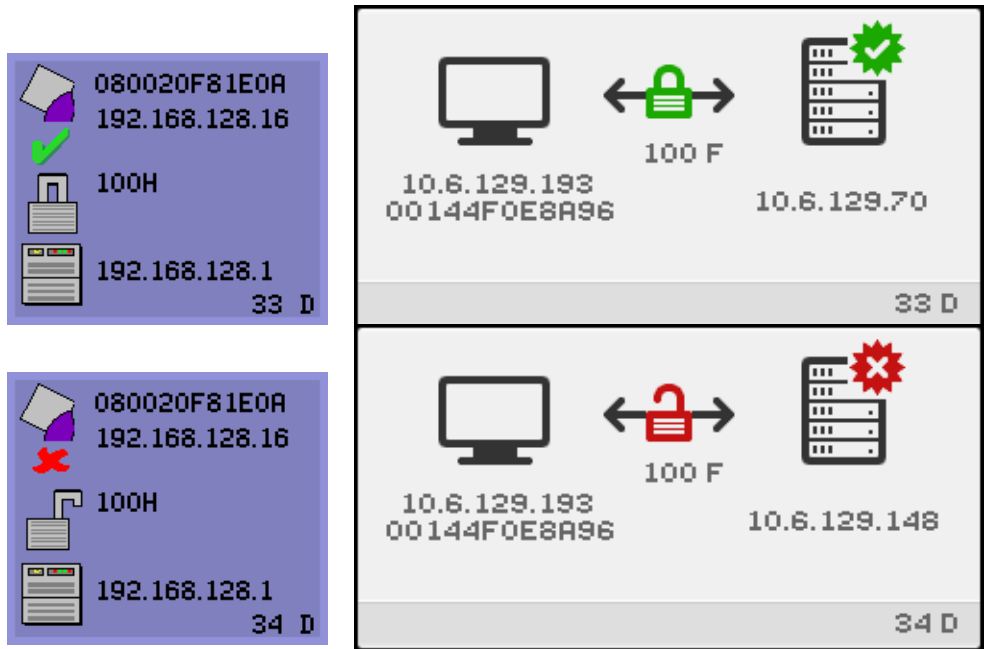 080020F81E0A
192.168.128.16
100H
192.168.128.1
33 D
100 F
10.6.129.193
00144F0E8A96
10.6.129.70
33 D
080020F81E0A
192.168.128.16
100H
192.168.128.1
34 D
100 F
10.6.129.193
00144F0E8A96
10.6.129.148
34 D